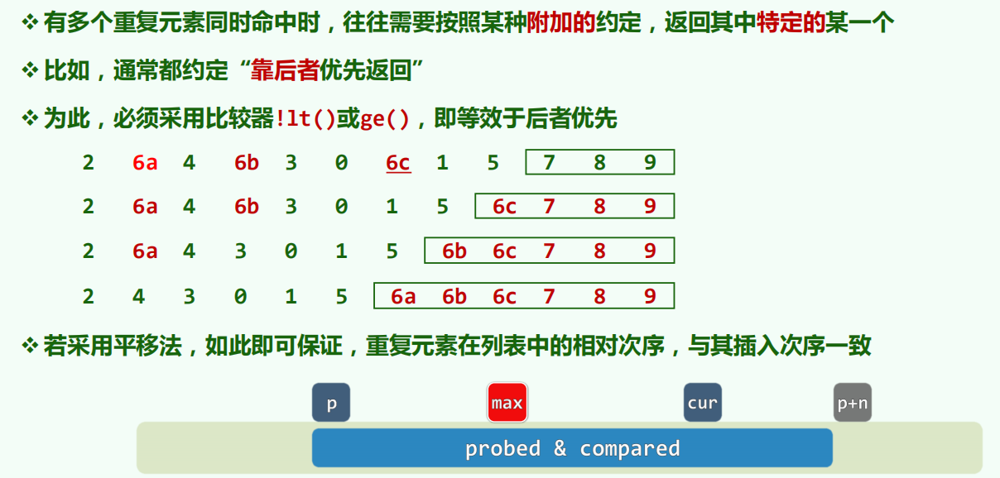 ❖ 有多个重复元素同时命中时，往往需要按照某种附加的约定，返回其中特定的某一个
❖ 比如，通常都约定“靠后者优先返回”
❖ 为此，必须采用比较器!lt()或ge()，即等效于后者优先
2 6a 4 6b 3 0 6c 1 5 7 8 9
2 6a 4 6b 3 0 1 5 6c 7 8 9
2 6a 4 3 0 1 5 6b 6c 7 8 9
2 4 3 0 1 5 6a 6b 6c 7 8 9
❖ 若采用平移法，如此即可保证，重复元素在列表中的相对次序，与其插入次序一致
p max cur p+n
probed & compared